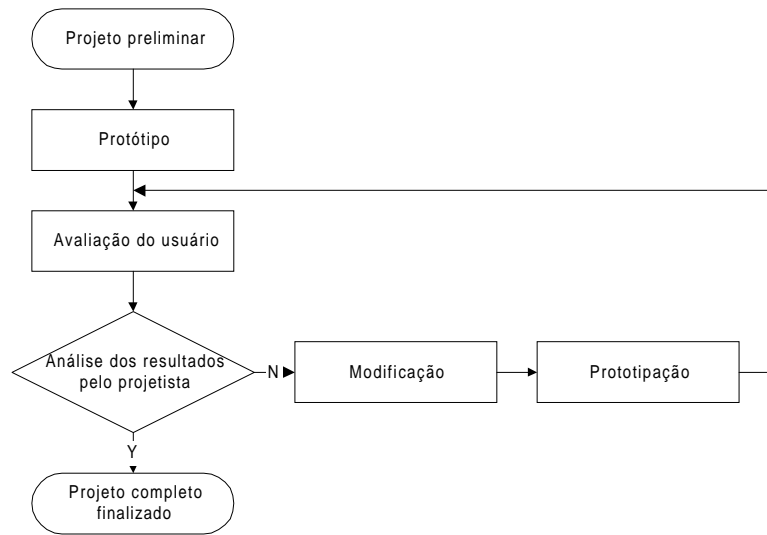 Projeto preliminar
Protótipo
Avaliação do usuário
Análise dos resultados
pelo projetista
N
Modificação
Prototipação
Y
Projeto completo
finalizado